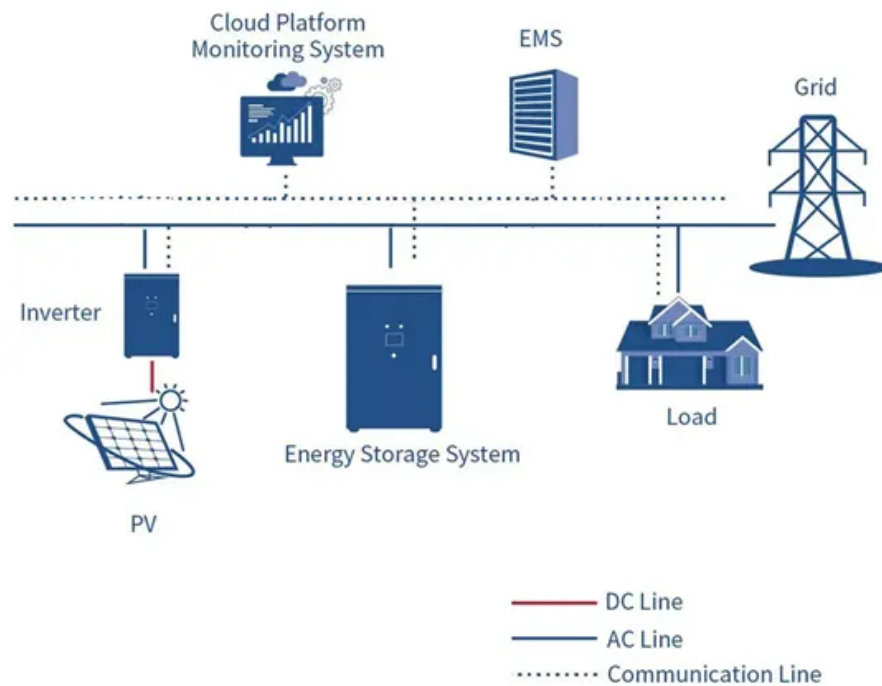 Cloud Platform
Monitoring System
EMS
Grid
Inverter
Load
Energy Storage System
PV
DC Line
AC Line
Communication Line